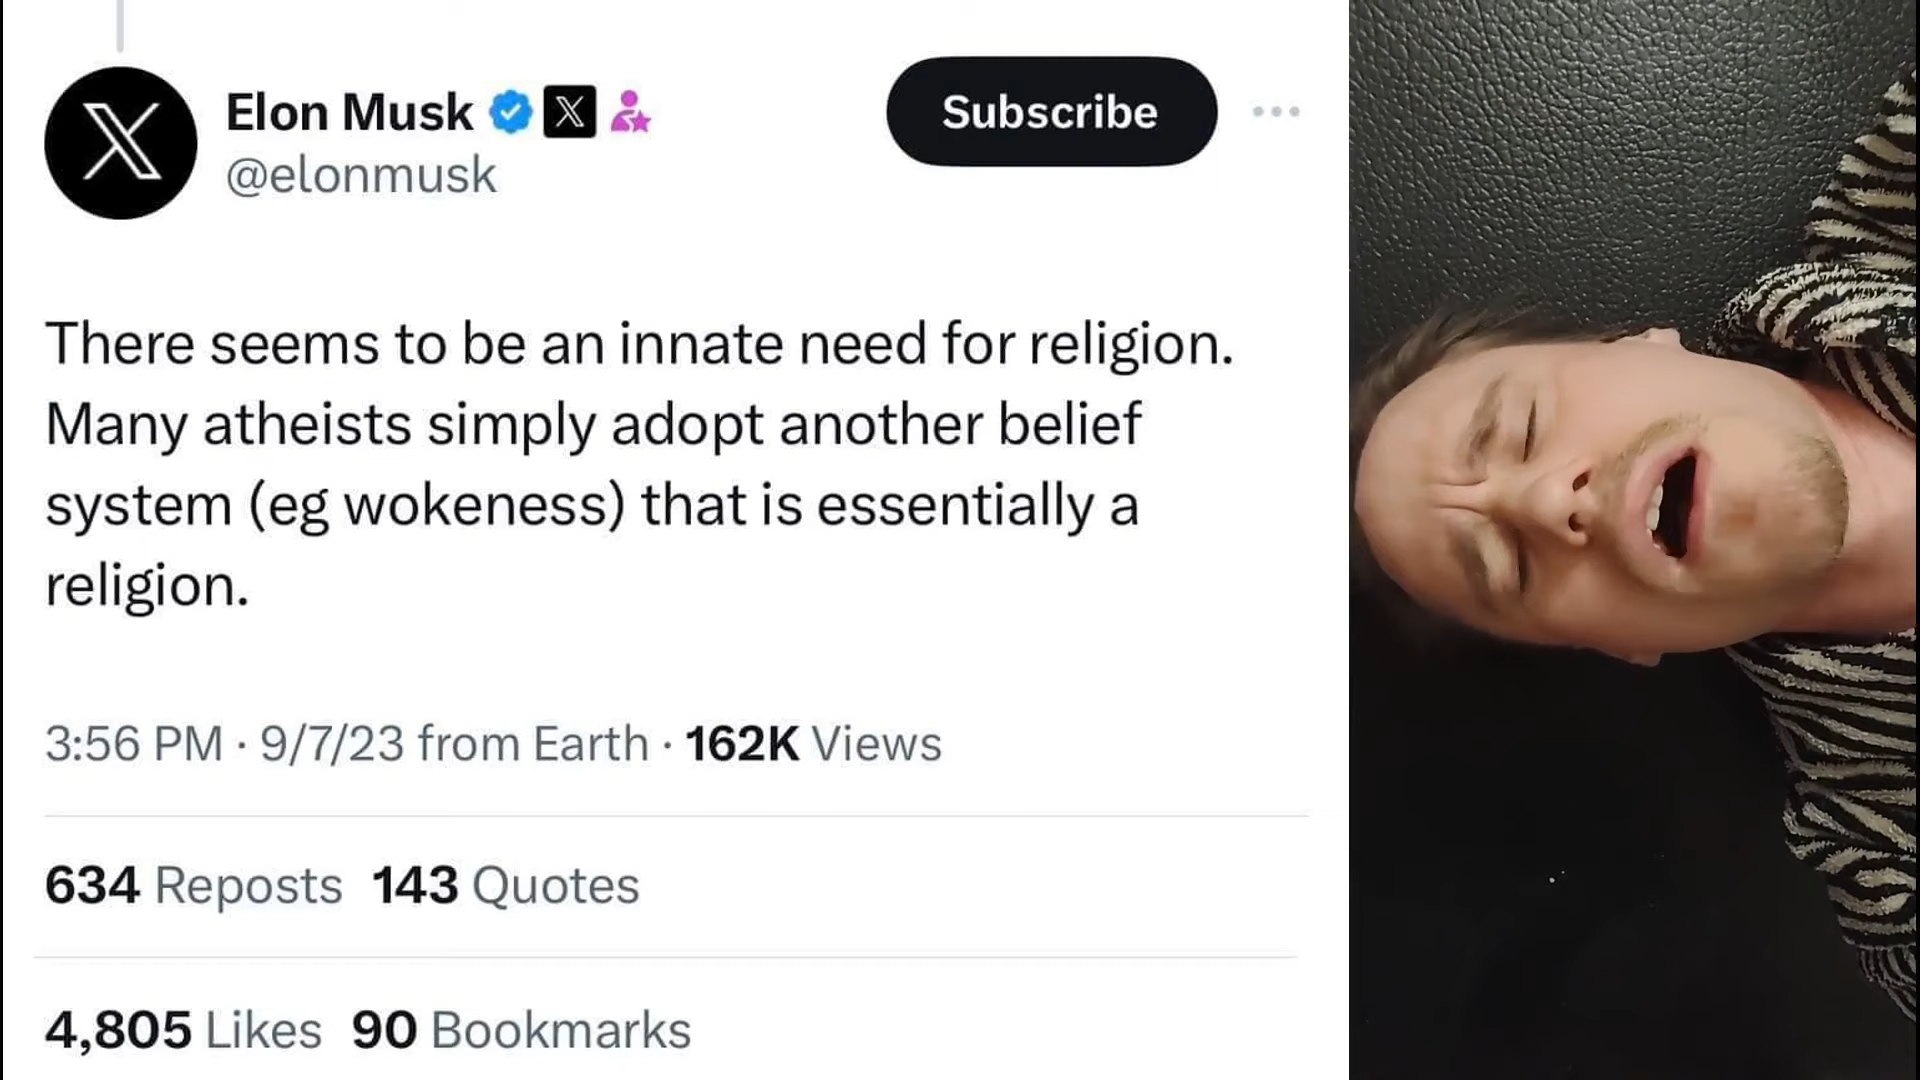 Elon Musk
@elonmusk
Subscribe
There seems to be an innate need for religion.
Many atheists simply adopt another belief
system (eg wokeness) that is essentially a
religion.
3:56 PM · 9/7/23 from Earth · 162K Views
634 Reposts 143 Quotes
4,805 Likes 90 Bookmarks